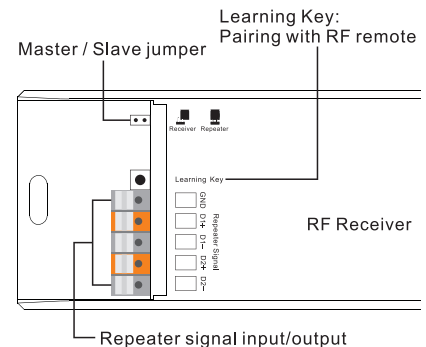 Learning Key:
Pairing with RF remote
Master / Slave jumper
Receiver Repeater
Learning Key
GND
D1+
D1−
D2+
D2−
Repeater Signal
RF Receiver
Repeater signal input/output